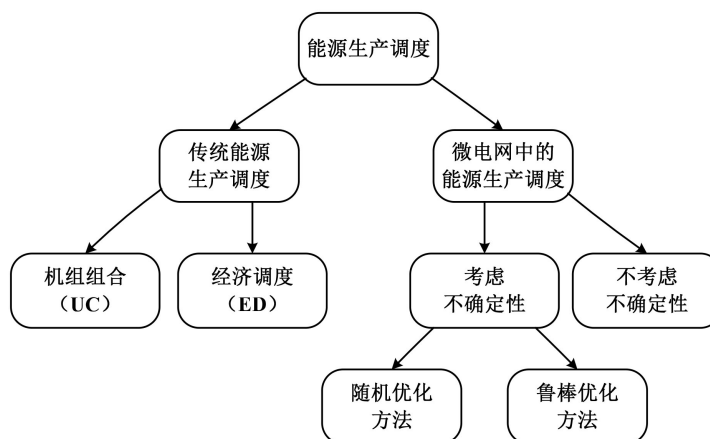 能源生产调度
传统能源
生产调度
微电网中的
能源生产调度
机组组合
（UC）
经济调度
（ED）
考虑
不确定性
不考虑
不确定性
随机优化
方法
鲁棒优化
方法